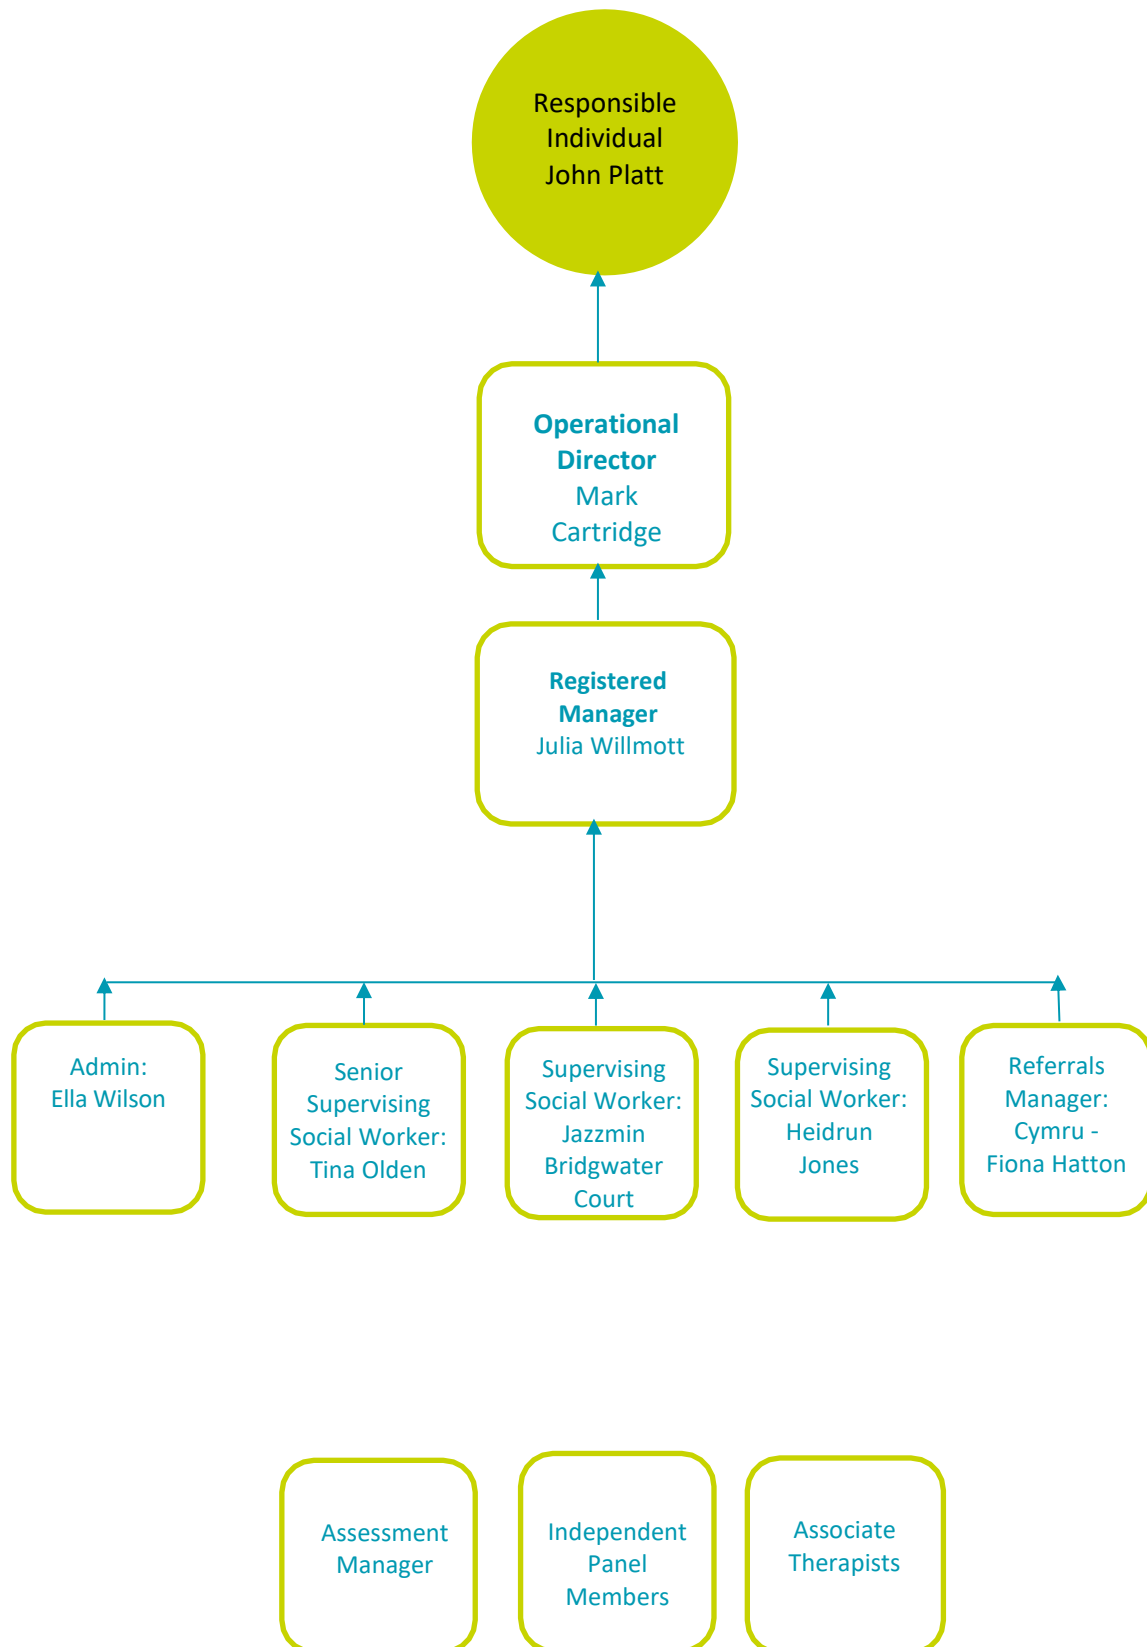 Responsible
Individual
John Platt
Operational
Director
Mark
Cartridge
Registered
Manager
Julia Willmott
Admin:
Ella Wilson
Senior
Supervising
Social Worker:
Tina Olden
Supervising
Social Worker:
Jazzmin
Bridgwater
Court
Supervising
Social Worker:
Heidrun
Jones
Referrals
Manager:
Cymru -
Fiona Hatton
Assessment
Manager
Independent
Panel
Members
Associate
Therapists